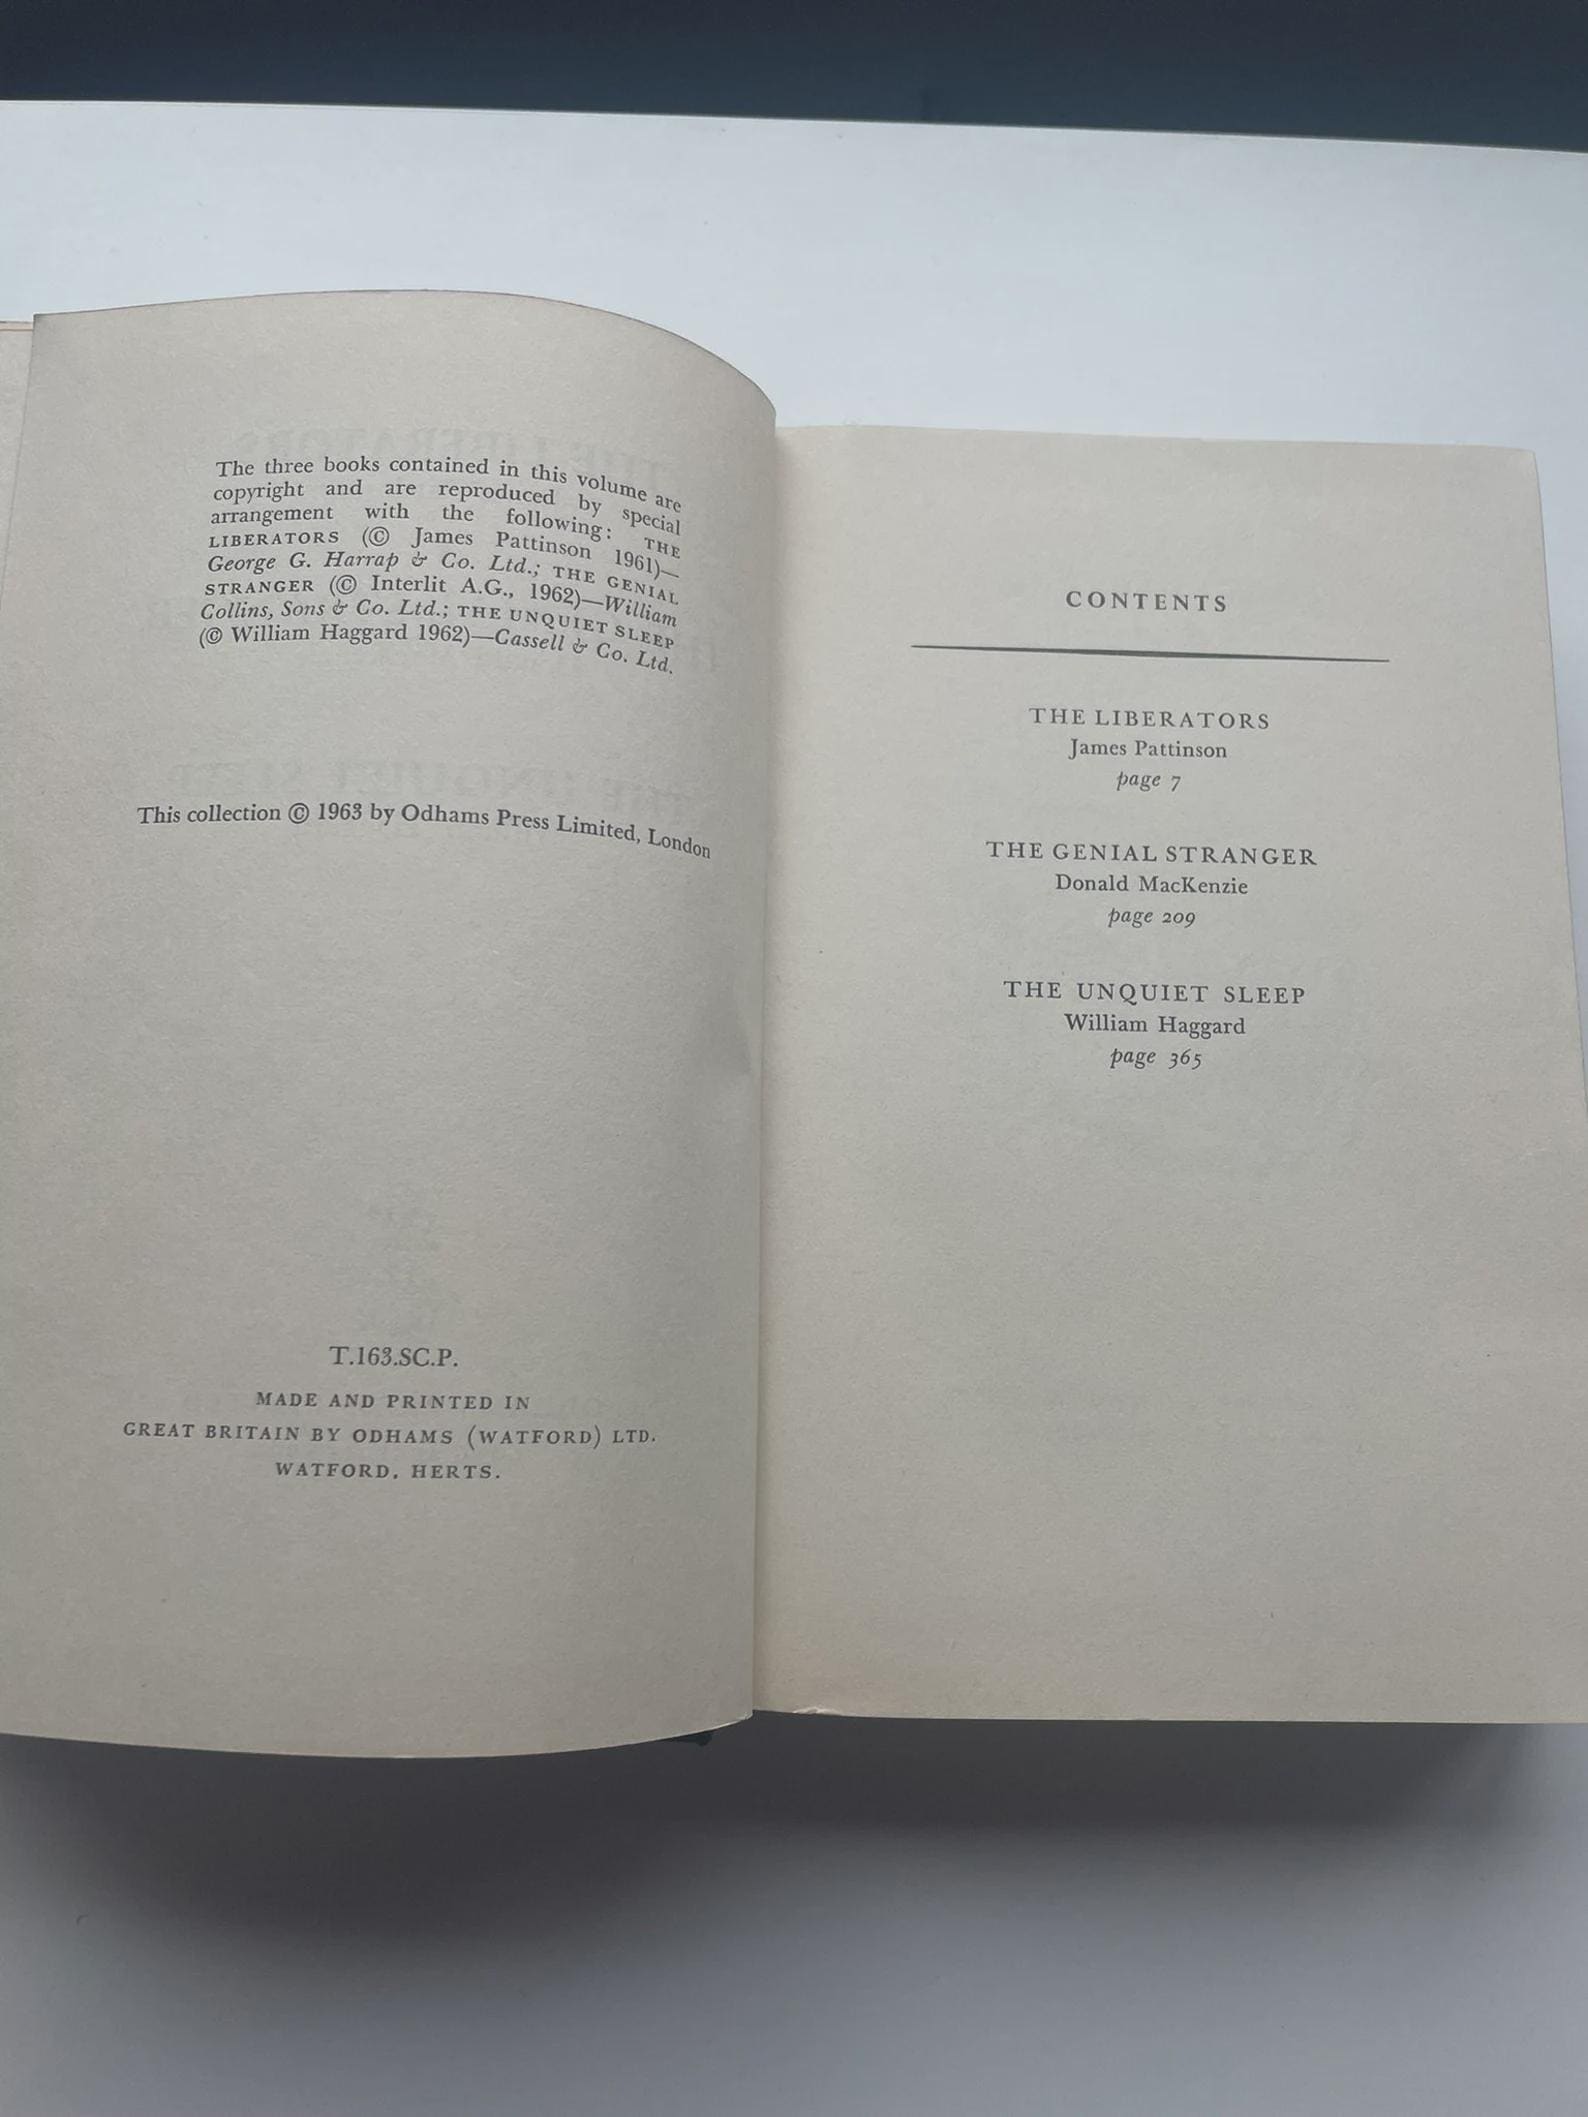 The three books contained in this volume are
copyright and are reproduced by special
arrangement with the following: THE
LIBERATORS (© James Pattinson 1961)—
George G. Harrap & Co. Ltd.; THE GENIAL
STRANGER (© Interlit A.G., 1962)—William
Collins, Sons & Co. Ltd.; THE UNQUIET SLEEP
(© William Haggard 1962)—Cassell & Co. Ltd.
This collection © 1963 by Odhams Press Limited, London
T.163.SC.P.
MADE AND PRINTED IN
GREAT BRITAIN BY ODHAMS (WATFORD) LTD.
WATFORD, HERTS.
CONTENTS
THE LIBERATORS
James Pattinson
page 7
THE GENIAL STRANGER
Donald MacKenzie
page 209
THE UNQUIET SLEEP
William Haggard
page 365